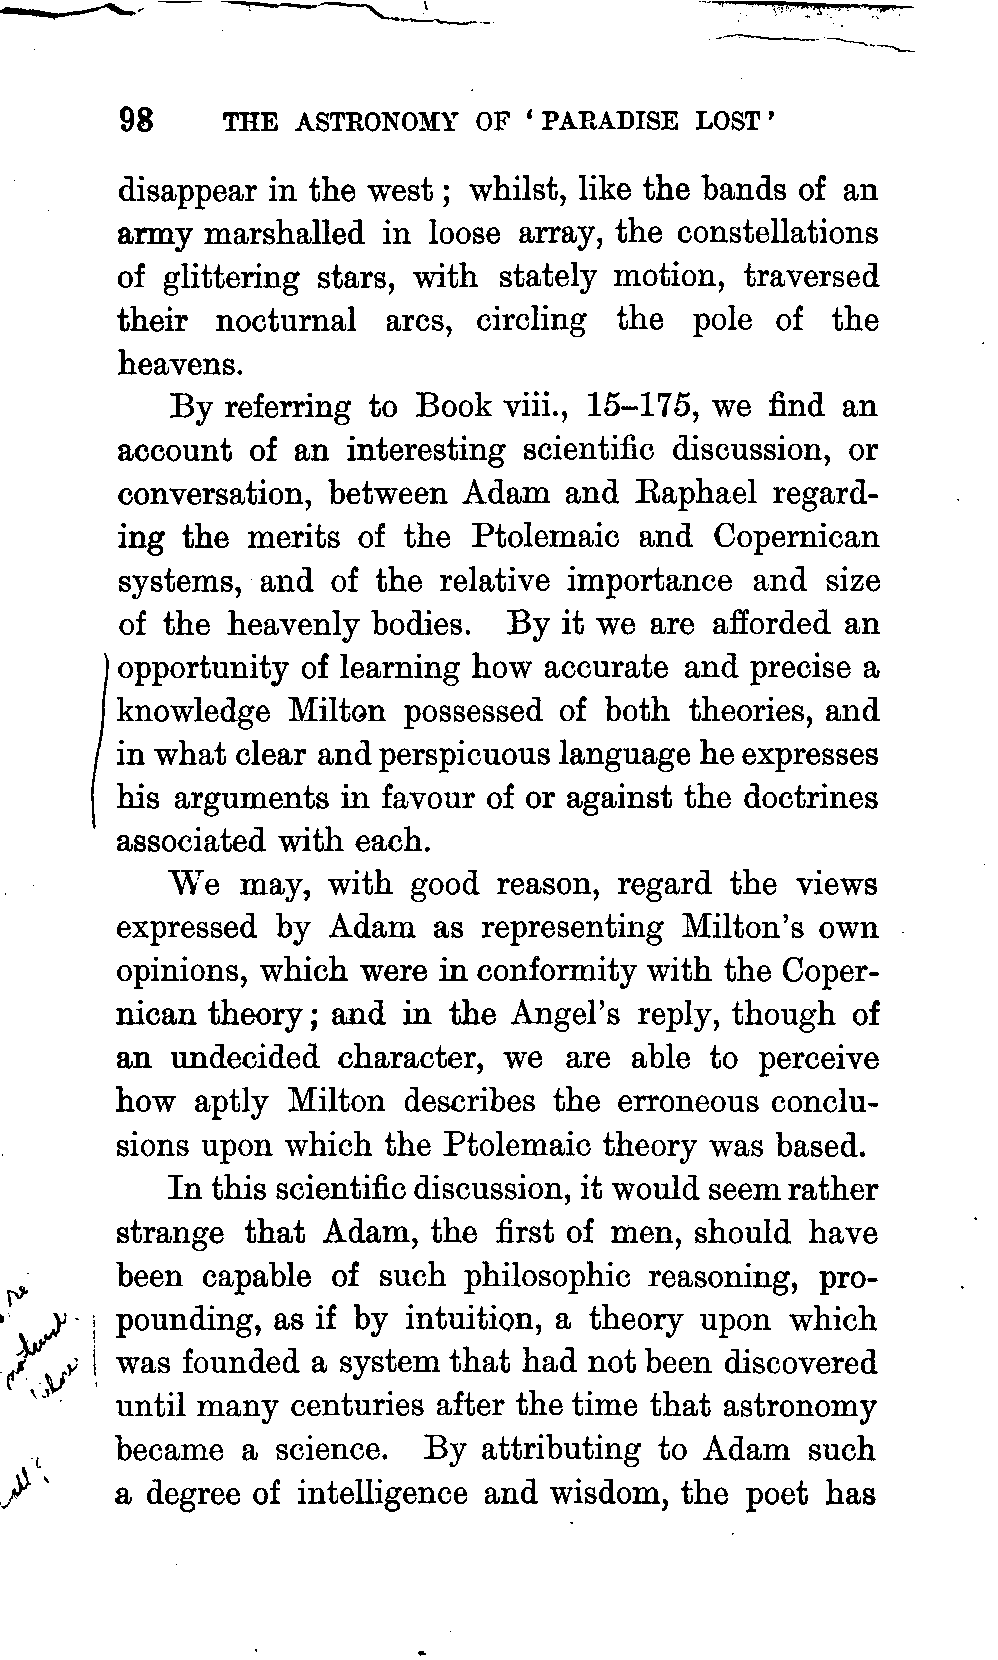 98 THE ASTRONOMY OF ‘PARADISE LOST’
disappear in the west; whilst, like the bands of an
army marshalled in loose array, the constellations
of glittering stars, with stately motion, traversed
their nocturnal arcs, circling the pole of the
heavens.
By referring to Book viii., 15–175, we find an
account of an interesting scientific discussion, or
conversation, between Adam and Raphael regard-
ing the merits of the Ptolemaic and Copernican
systems, and of the relative importance and size
of the heavenly bodies. By it we are afforded an
opportunity of learning how accurate and precise a
knowledge Milton possessed of both theories, and
in what clear and perspicuous language he expresses
his arguments in favour of or against the doctrines
associated with each.
We may, with good reason, regard the views
expressed by Adam as representing Milton’s own
opinions, which were in conformity with the Coper-
nican theory; and in the Angel’s reply, though of
an undecided character, we are able to perceive
how aptly Milton describes the erroneous conclu-
sions upon which the Ptolemaic theory was based.
In this scientific discussion, it would seem rather
strange that Adam, the first of men, should have
been capable of such philosophic reasoning, pro-
pounding, as if by intuition, a theory upon which
was founded a system that had not been discovered
until many centuries after the time that astronomy
became a science. By attributing to Adam such
a degree of intelligence and wisdom, the poet has